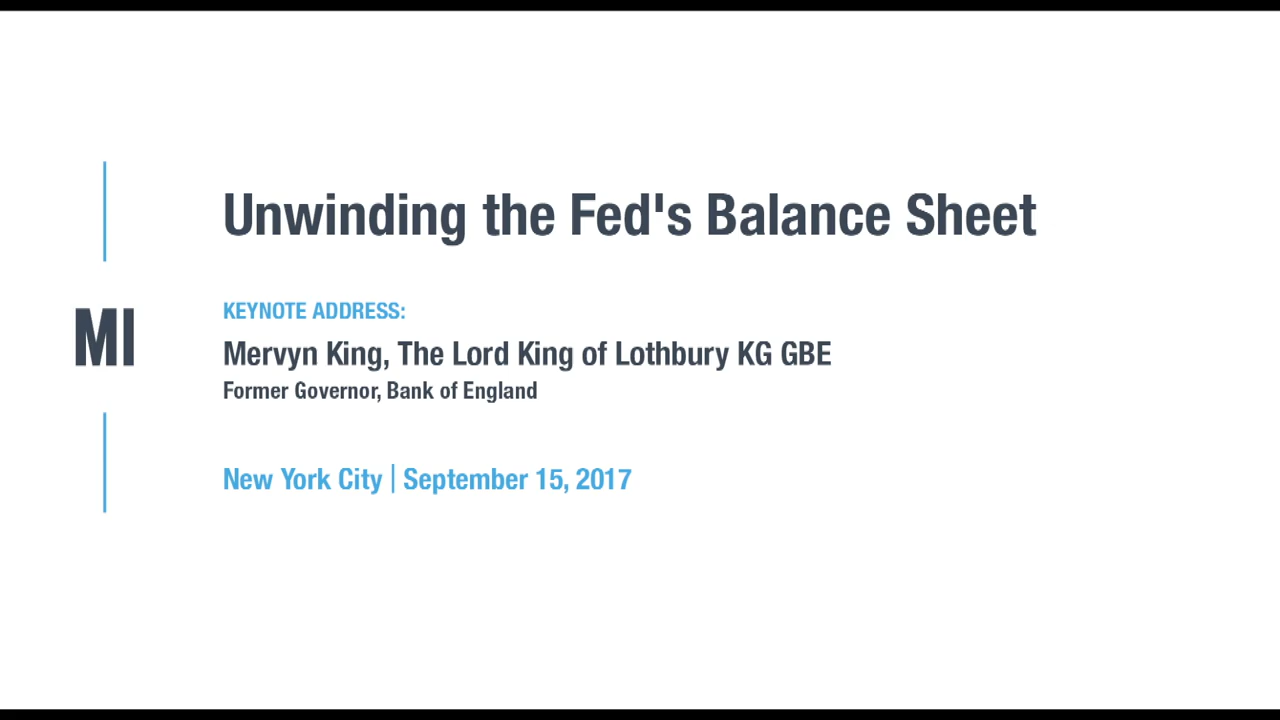 Unwinding the Fed's Balance Sheet
KEYNOTE ADDRESS:
MI
Mervyn King, The Lord King of Lothbury KG GBE
Former Governor, Bank of England
New York City | September 15, 2017